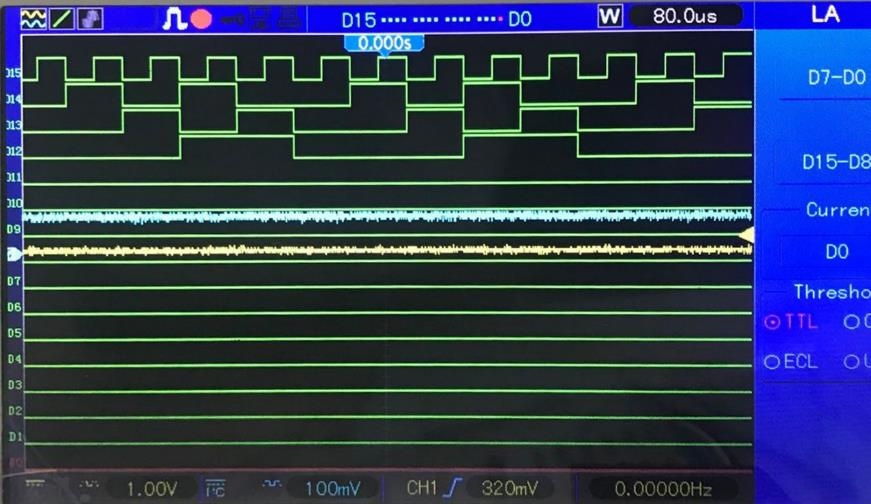 D15 D0 W 80.0us LA
0.000s
D15
D14
D13
D12
D11
D10
D9
D7
D6
D5
D4
D3
D2
D1
D7-D0
D15-D8
Curren
D0
Thresho
TTL
ECL
1.00V I²C 100mV CH1 320mV 0.00000Hz